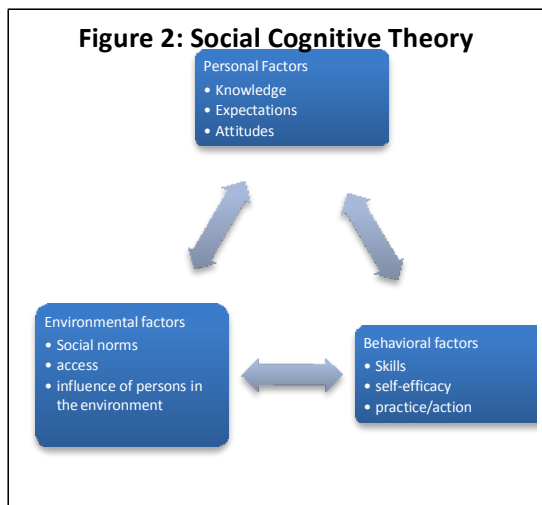 Figure 2: Social Cognitive Theory
Personal Factors
• Knowledge
• Expectations
• Attitudes
Environmental factors
• Social norms
• access
• influence of persons in
the environment
Behavioral factors
• Skills
• self-efficacy
• practice/action